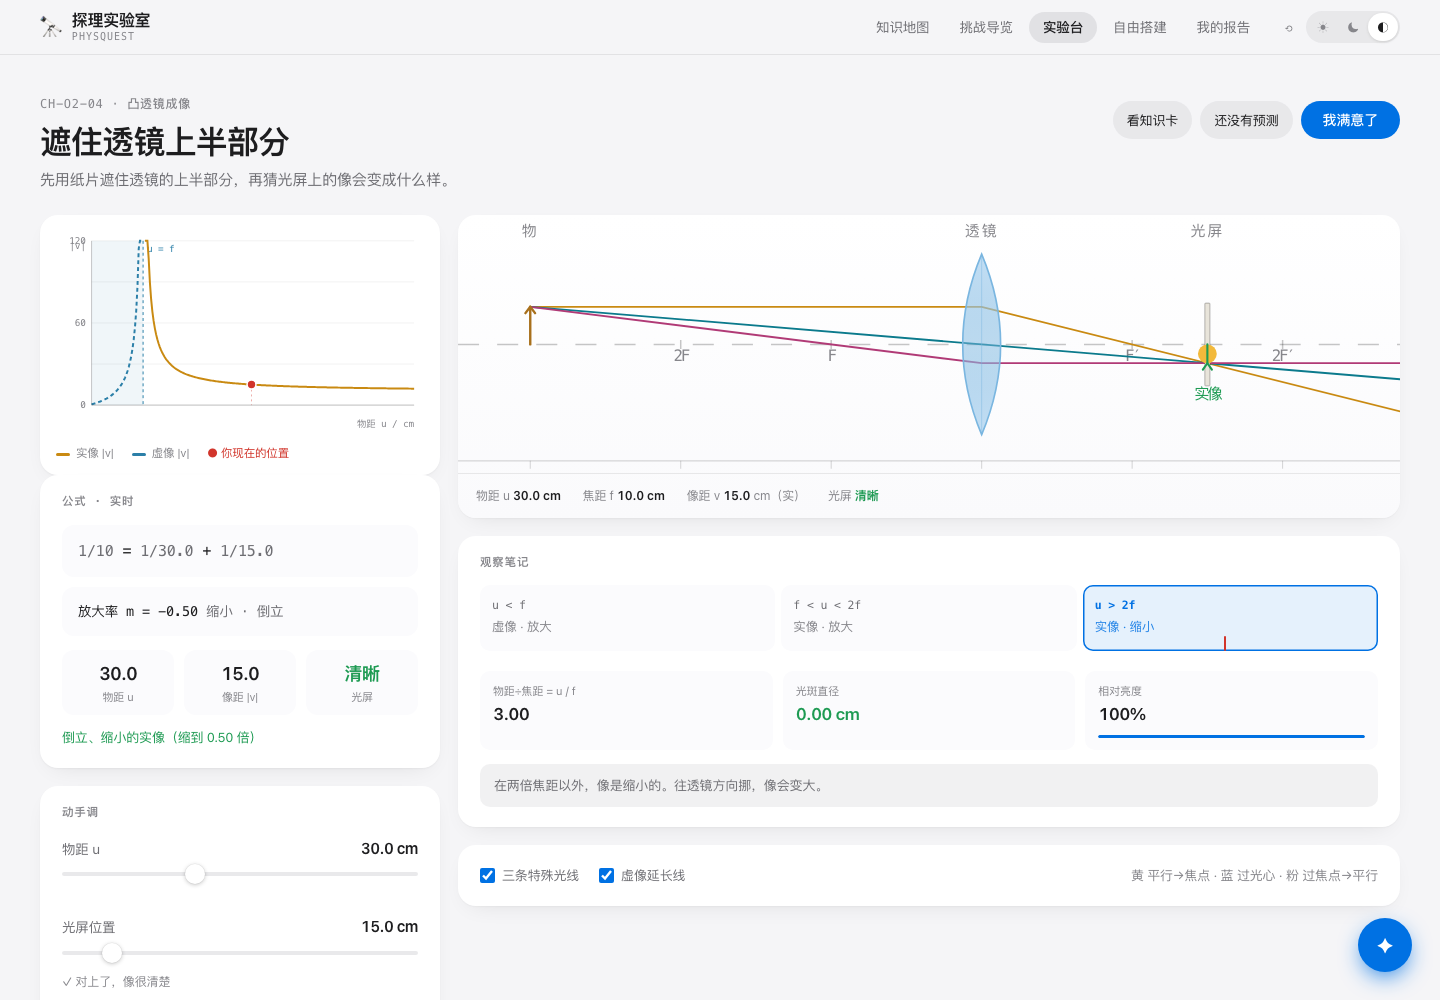 探理实验室
PHYSQUEST
知识地图
挑战导览
实验台
自由搭建
我的报告
CH-O2-04 · 凸透镜成像
遮住透镜上半部分
先用纸片遮住透镜的上半部分，再猜光屏上的像会变成什么样。
看知识卡
还没有预测
我满意了
120
|v|
u = f
60
0
物距 u / cm
实像 |v|
虚像 |v|
你现在的位置
物
透镜
光屏
2F
F
F′
2F′
实像
物距 u 30.0 cm
焦距 f 10.0 cm
像距 v 15.0 cm（实）
光屏 清晰
公式 · 实时
1/10 = 1/30.0 + 1/15.0
放大率 m = −0.50 缩小 · 倒立
30.0
物距 u
15.0
像距 |v|
清晰
光屏
倒立、缩小的实像（缩到 0.50 倍）
观察笔记
u < f
虚像 · 放大
f < u < 2f
实像 · 放大
u > 2f
实像 · 缩小
物距÷焦距 = u / f
3.00
光斑直径
0.00 cm
相对亮度
100%
在两倍焦距以外，像是缩小的。往透镜方向挪，像会变大。
动手调
物距 u
30.0 cm
光屏位置
15.0 cm
✓ 对上了，像很清楚
三条特殊光线
虚像延长线
黄 平行→焦点 · 蓝 过光心 · 粉 过焦点→平行